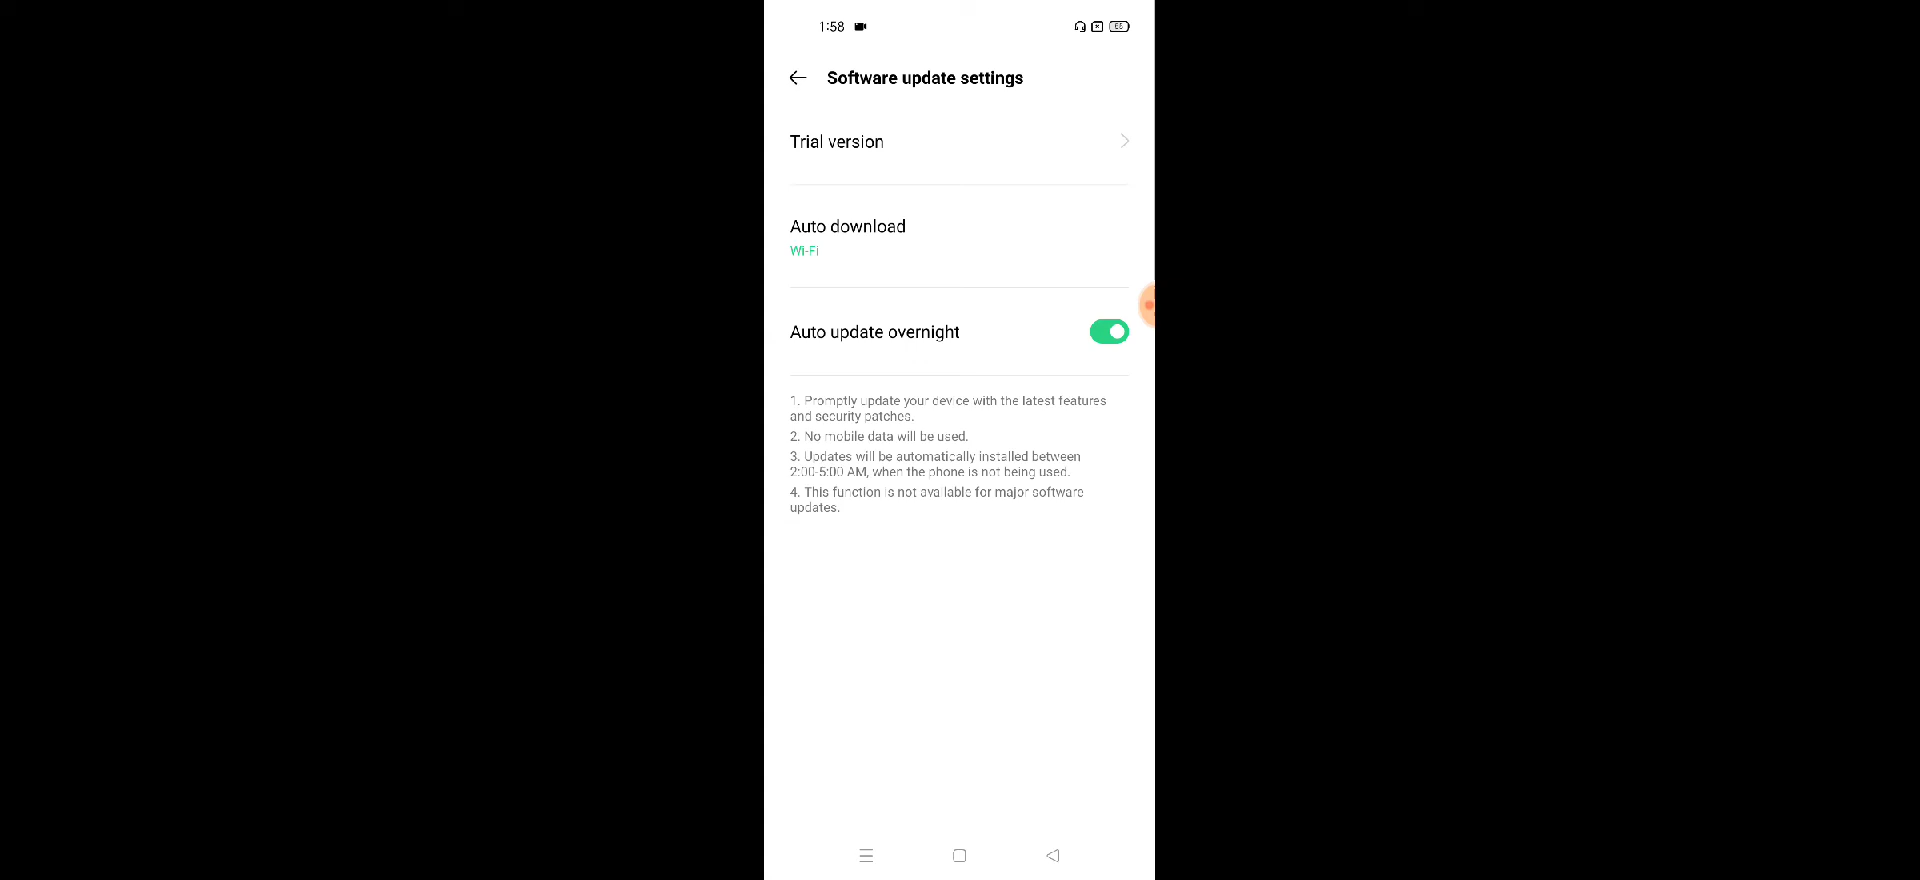 1:58
Software update settings
Trial version
Auto download
Wi-Fi
Auto update overnight
1. Promptly update your device with the latest features
and security patches.
2. No mobile data will be used.
3. Updates will be automatically installed between
2:00-5:00 AM, when the phone is not being used.
4. This function is not available for major software
updates.